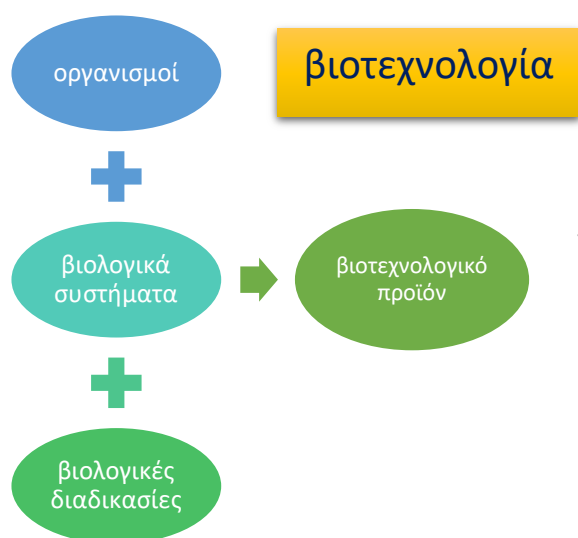 οργανισμοί
βιοτεχνολογία
βιολογικά
συστήματα
βιοτεχνολογικό
προϊόν
βιολογικές
διαδικασίες